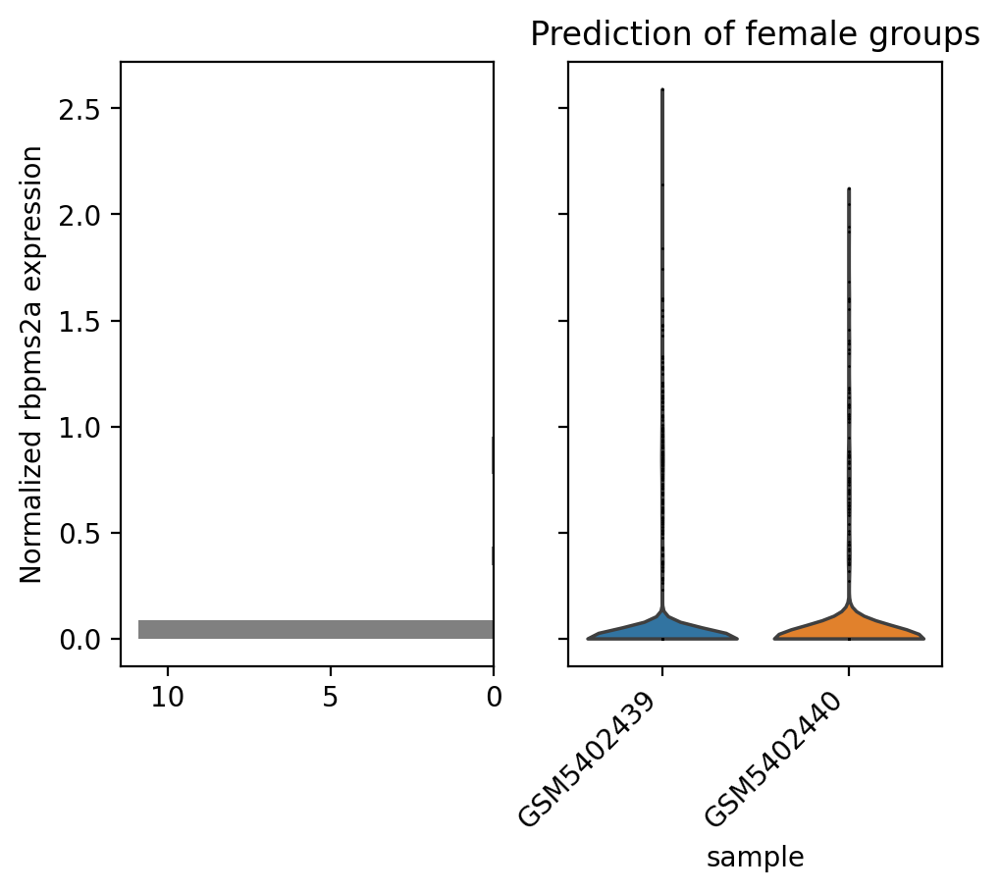 Prediction of female groups
Normalized rbpms2a expression
2.5
2.0
1.5
1.0
0.5
0.0
10
5
0
GSM5402439
GSM5402440
sample